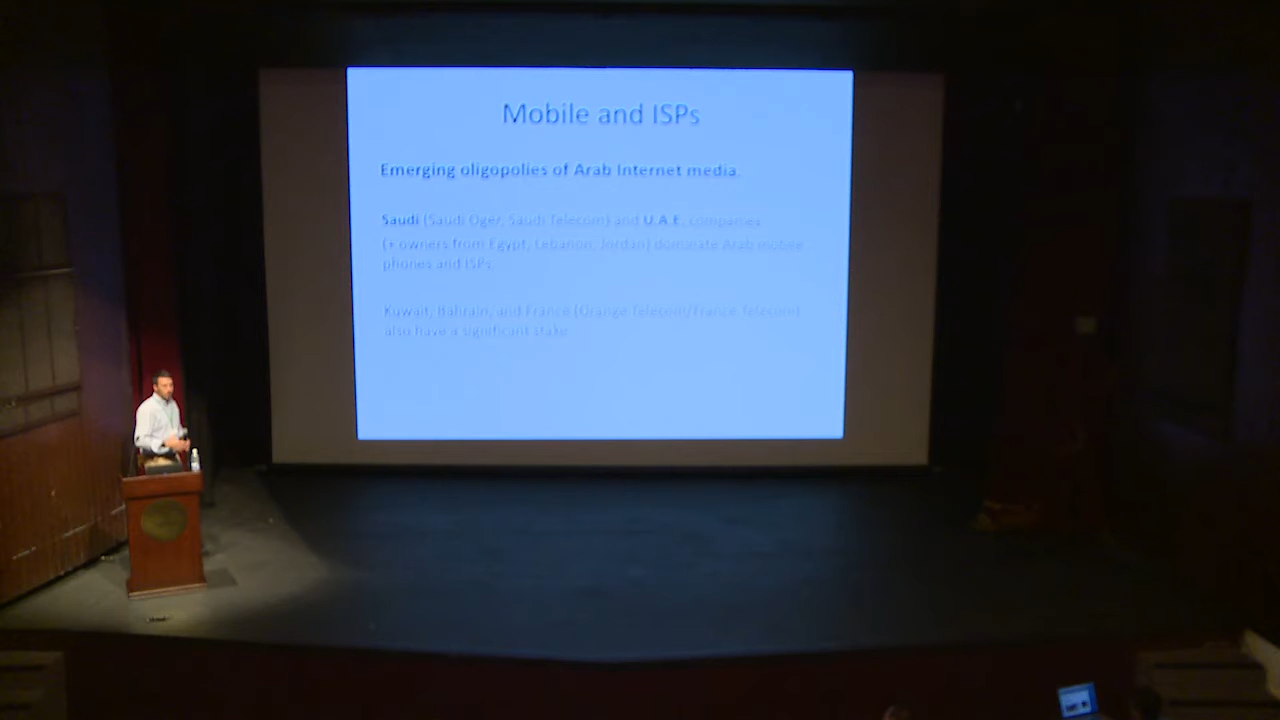 Mobile and ISPs
Emerging oligopolies of Arab Internet media.
Saudi (Saudi Oger, Saudi Telecom) and U.A.E. companies
(+ owners from Egypt, Lebanon, Jordan) dominate Arab mobile
phones and ISPs.
Kuwait, Bahrain, and France (Orange Telecom/France Telecom)
also have a significant stake.